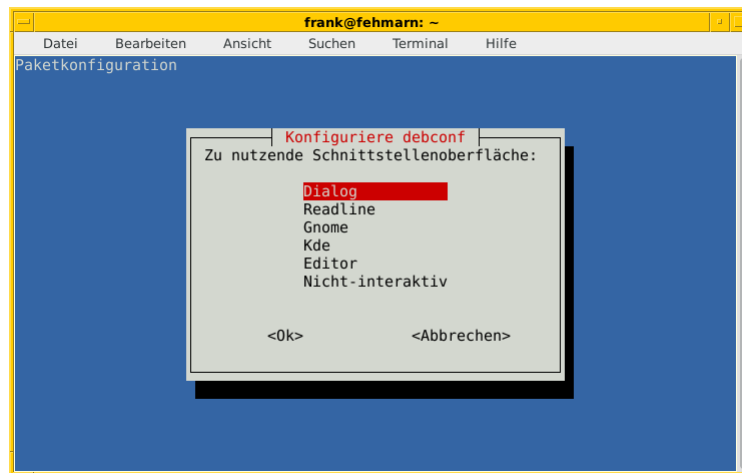 frank@fehmarn: ~
Datei Bearbeiten Ansicht Suchen Terminal Hilfe
Paketkonfiguration
Konfiguriere debconf
Zu nutzende Schnittstellenoberfläche:
Dialog
Readline
Gnome
Kde
Editor
Nicht-interaktiv
<Ok> <Abbrechen>